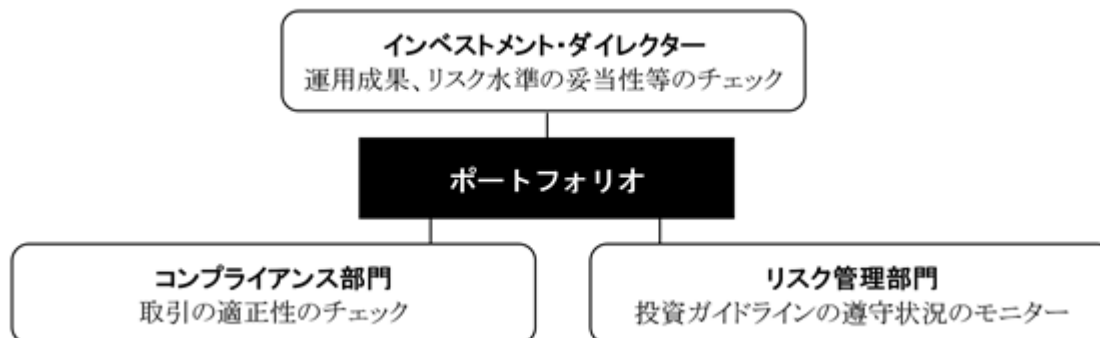 インベストメント・ダイレクター
運用成果、リスク水準の妥当性等のチェック
ポートフォリオ
コンプライアンス部門
取引の適正性のチェック
リスク管理部門
投資ガイドラインの遵守状況のモニター